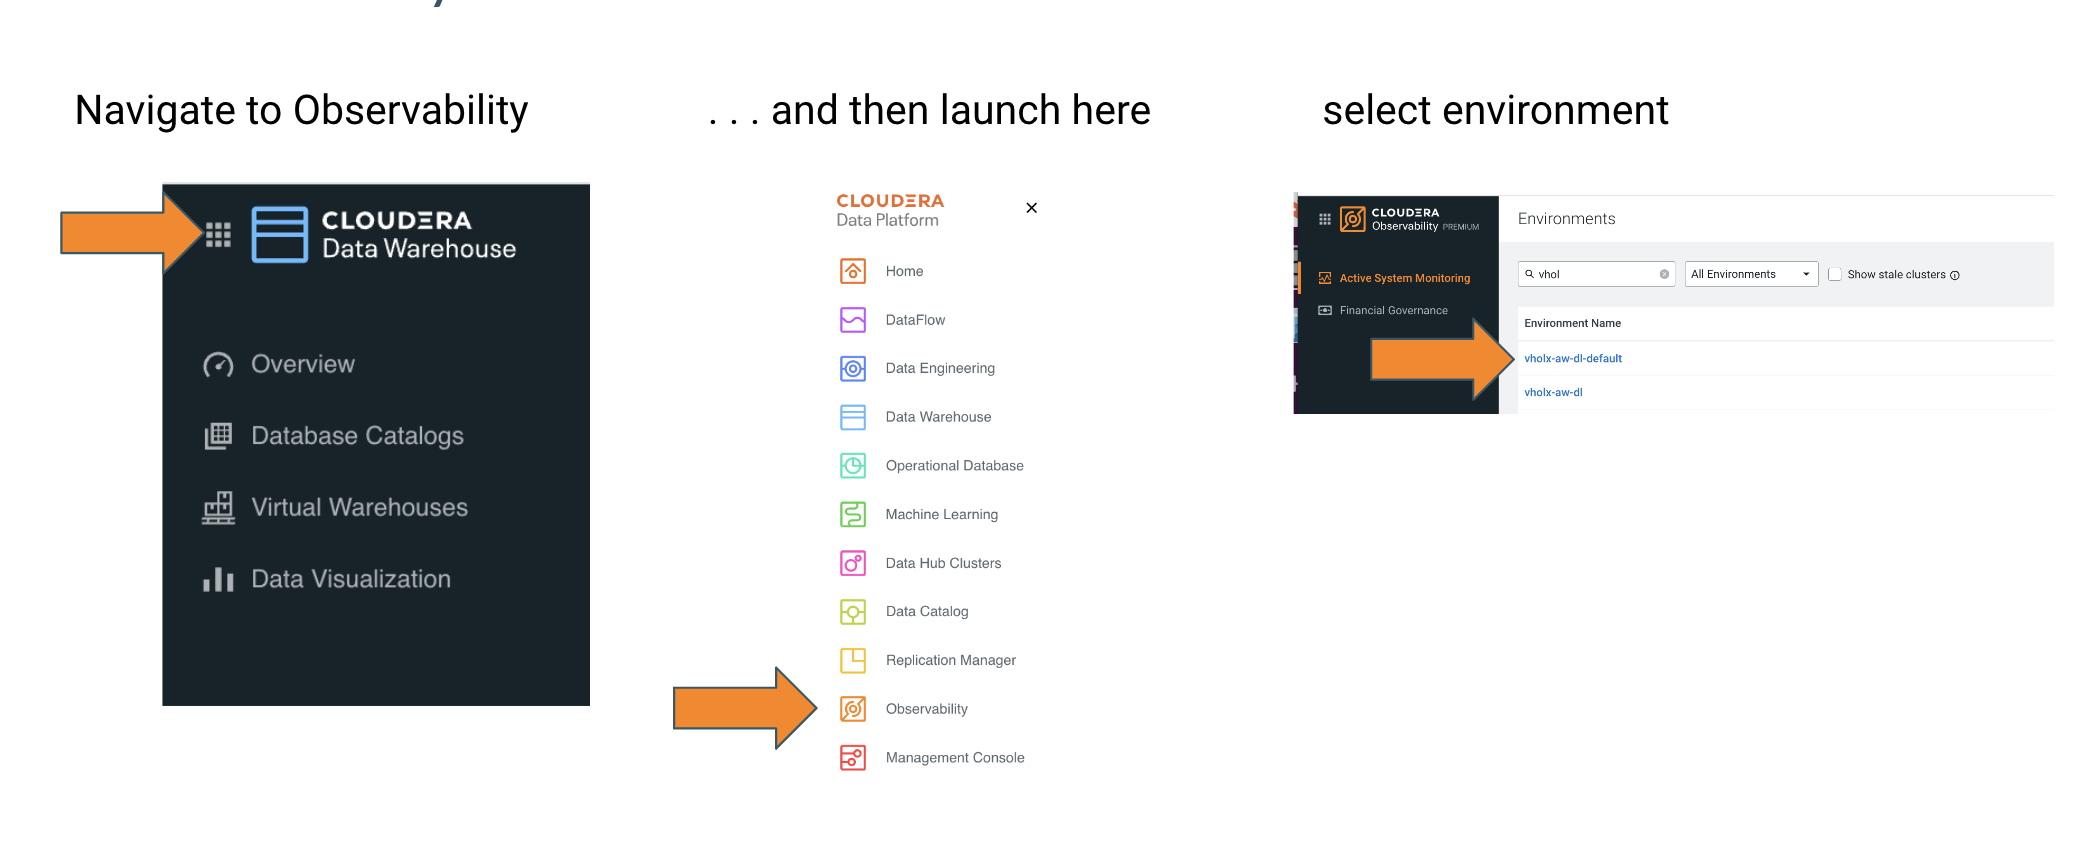 Navigate to Observability
. . . and then launch here
select environment
CLOUDERA
Data Warehouse
Overview
Database Catalogs
Virtual Warehouses
Data Visualization
CLOUDERA
Data Platform
Home
DataFlow
Data Engineering
Data Warehouse
Operational Database
Machine Learning
Data Hub Clusters
Data Catalog
Replication Manager
Observability
Management Console
CLOUDERA
Observability PREMIUM
Active System Monitoring
Financial Governance
Environments
vhol
All Environments
Show stale clusters
Environment Name
vholx-aw-dl-default
vholx-aw-dl